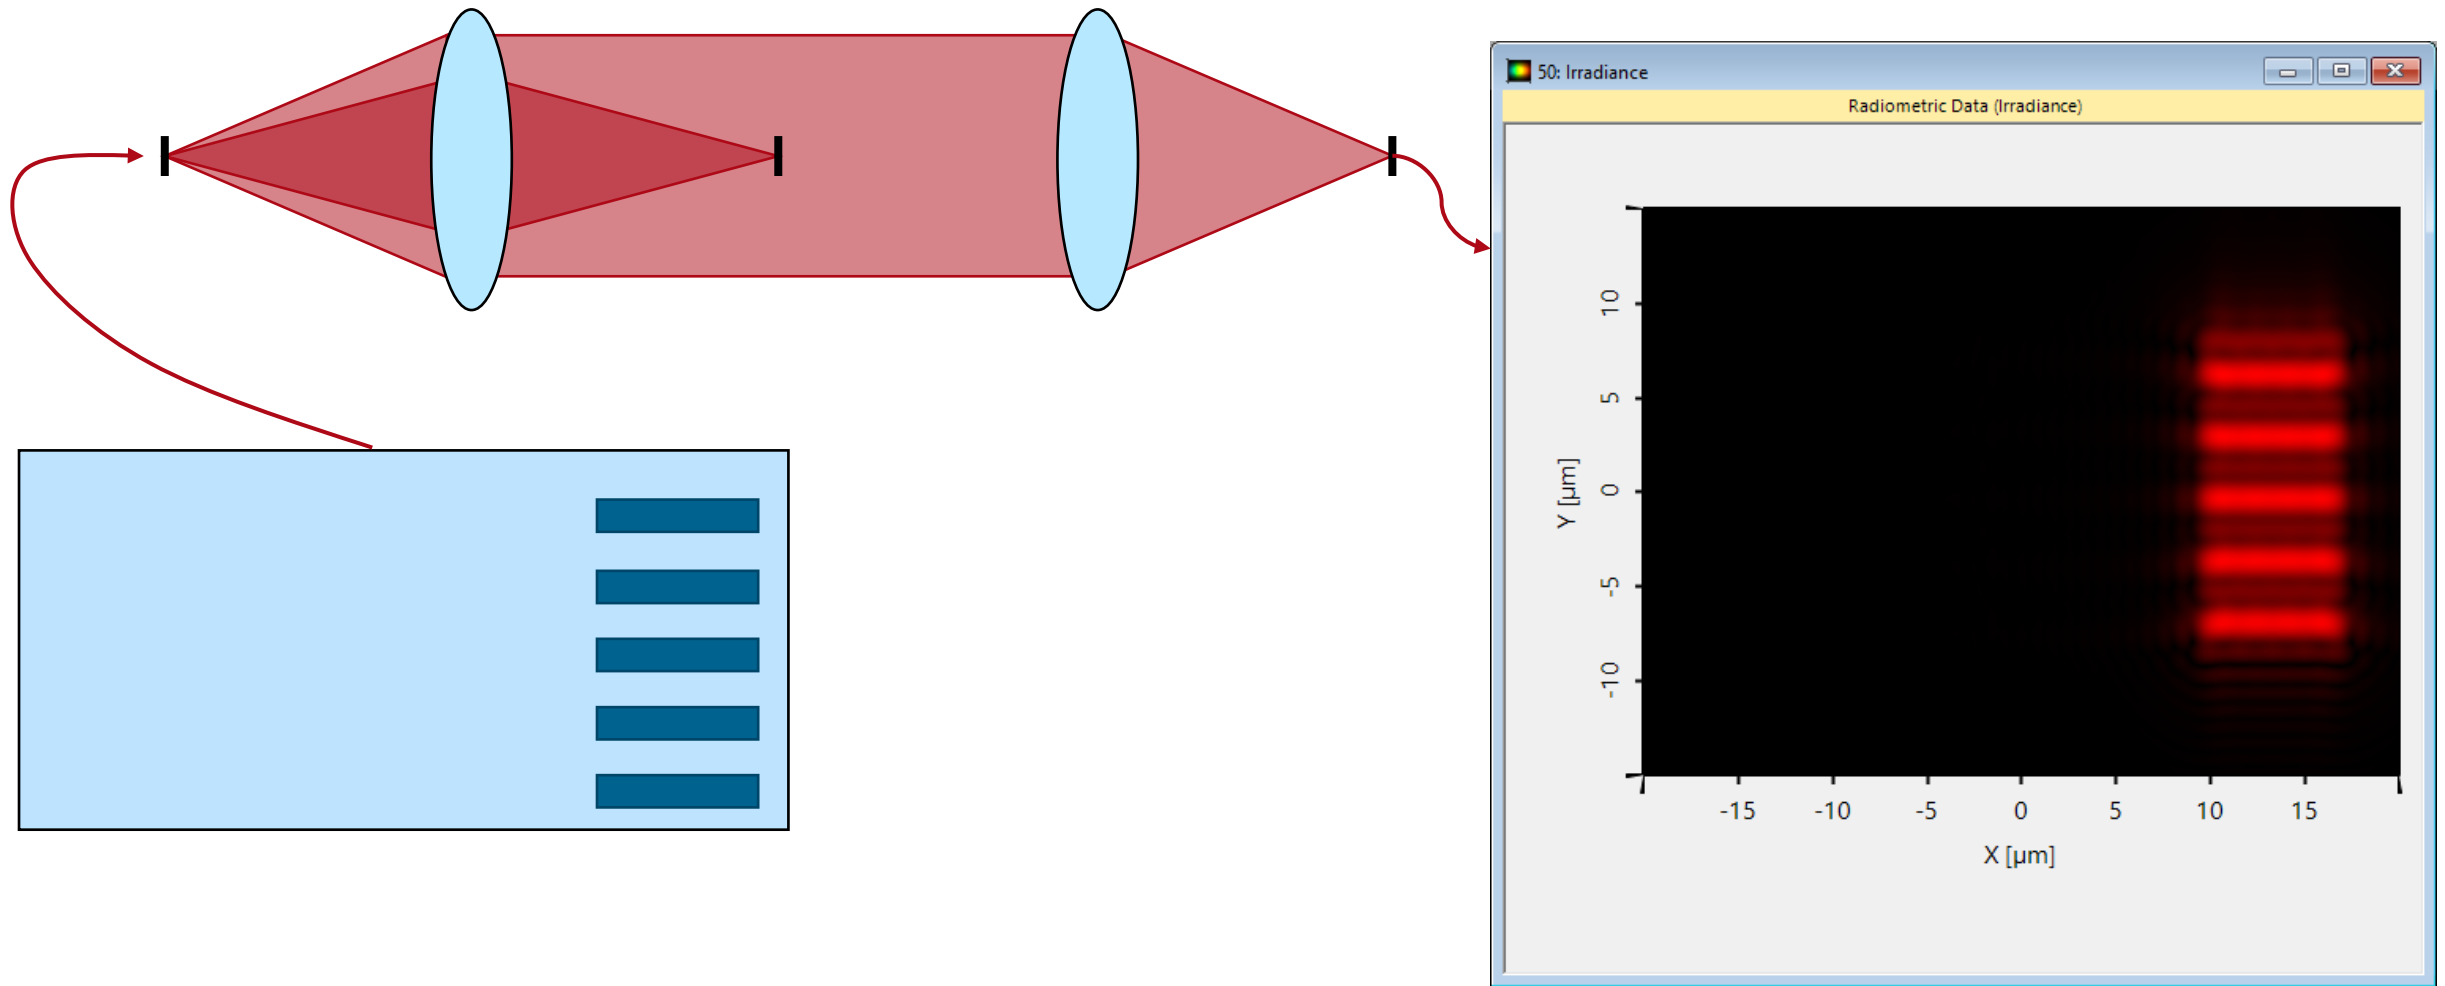 50: Irradiance
Radiometric Data (Irradiance)
10
5
0
-5
-10
Y [µm]
-15 -10 -5 0 5 10 15
X [µm]